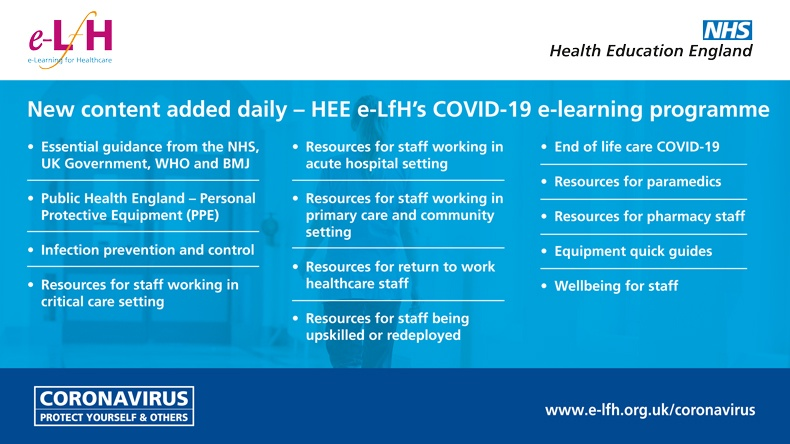 e-LfH
e-Learning for Healthcare
NHS
Health Education England
New content added daily – HEE e-LfH's COVID-19 e-learning programme
• Essential guidance from the NHS,
UK Government, WHO and BMJ
• Public Health England – Personal
Protective Equipment (PPE)
• Infection prevention and control
• Resources for staff working in
critical care setting
• Resources for staff working in
acute hospital setting
• Resources for staff working in
primary care and community
setting
• Resources for return to work
healthcare staff
• Resources for staff being
upskilled or redeployed
• End of life care COVID-19
• Resources for paramedics
• Resources for pharmacy staff
• Equipment quick guides
• Wellbeing for staff
CORONAVIRUS
PROTECT YOURSELF & OTHERS
www.e-lfh.org.uk/coronavirus